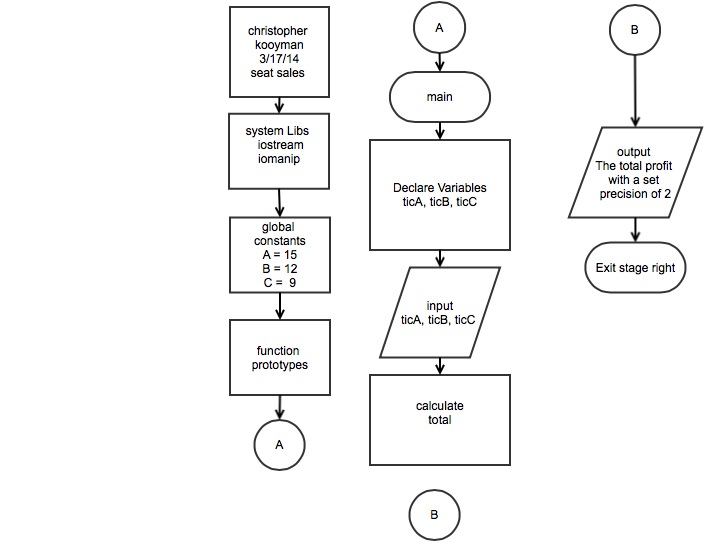 christopher
kooyman
3/17/14
seat sales
system Libs
iostream
iomanip
global
constants
A = 15
B = 12
C = 9
function
prototypes
A
A
main
Declare Variables
ticA, ticB, ticC
input
ticA, ticB, ticC
calculate
total
B
B
output
The total profit
with a set
precision of 2
Exit stage right